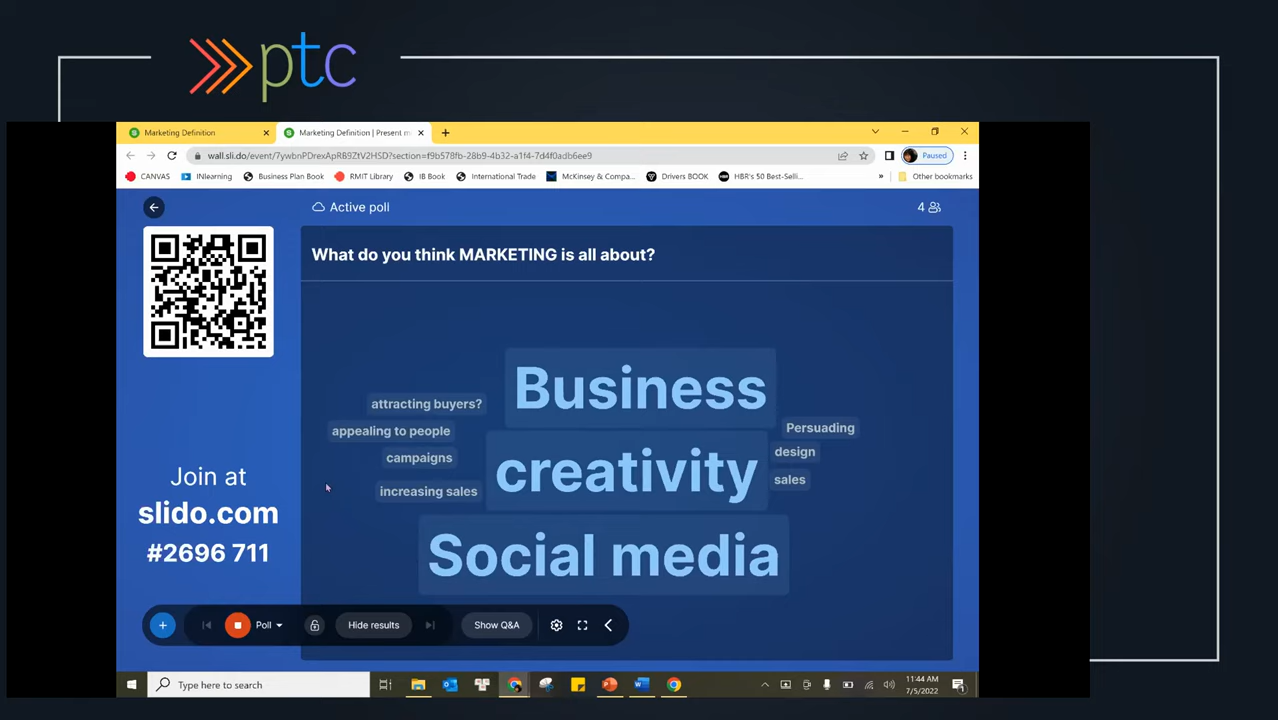 ptc
Marketing Definition
Marketing Definition | Present m
wall.sli.do/event/7ywbnPDrexApRB9ZtV2HSD?section=f9b578fb-28b9-4b32-a1f4-7d4f0adb6ee9
Paused
CANVAS
INlearning
Business Plan Book
RMIT Library
IB Book
International Trade
McKinsey & Compa...
Drivers BOOK
HBR's 50 Best-Selli...
»
Other bookmarks
Active poll
4
What do you think MARKETING is all about?
Business
attracting buyers?
appealing to people
Persuading
campaigns
creativity
design
increasing sales
sales
Social media
Join at
slido.com
#2696 711
Poll
Hide results
Show Q&A
Type here to search
11:44 AM
7/5/2022